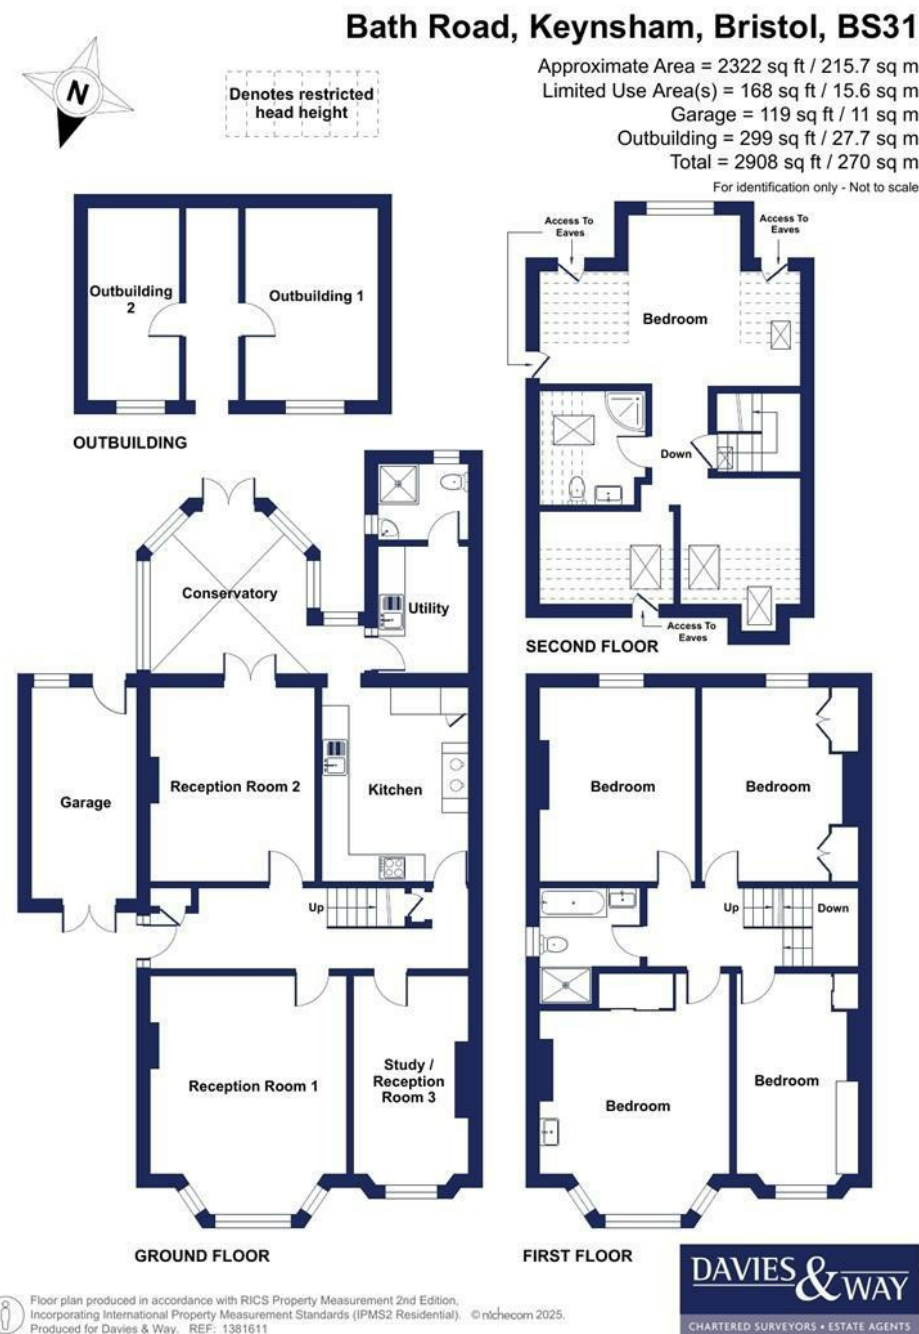 Bath Road, Keynsham, Bristol, BS31
Approximate Area = 2322 sq ft / 215.7 sq m
Limited Use Area(s) = 168 sq ft / 15.6 sq m
Garage = 119 sq ft / 11 sq m
Outbuilding = 299 sq ft / 27.7 sq m
Total = 2908 sq ft / 270 sq m
For identification only - Not to scale
N
Denotes restricted
head height
Outbuilding
2
Outbuilding 1
OUTBUILDING
Access To
Eaves
Access To
Eaves
Bedroom
Down
Access To
Eaves
SECOND FLOOR
Conservatory
Utility
Garage
Reception Room 2
Kitchen
Up
Reception Room 1
Study /
Reception
Room 3
GROUND FLOOR
Bedroom
Bedroom
Up
Down
Bedroom
Bedroom
FIRST FLOOR
DAVIES & WAY
CHARTERED SURVEYORS • ESTATE AGENTS
Floor plan produced in accordance with RICS Property Measurement 2nd Edition,
Incorporating International Property Measurement Standards (IPMS2 Residential). © nichecom 2025.
Produced for Davies & Way. REF: 1381611